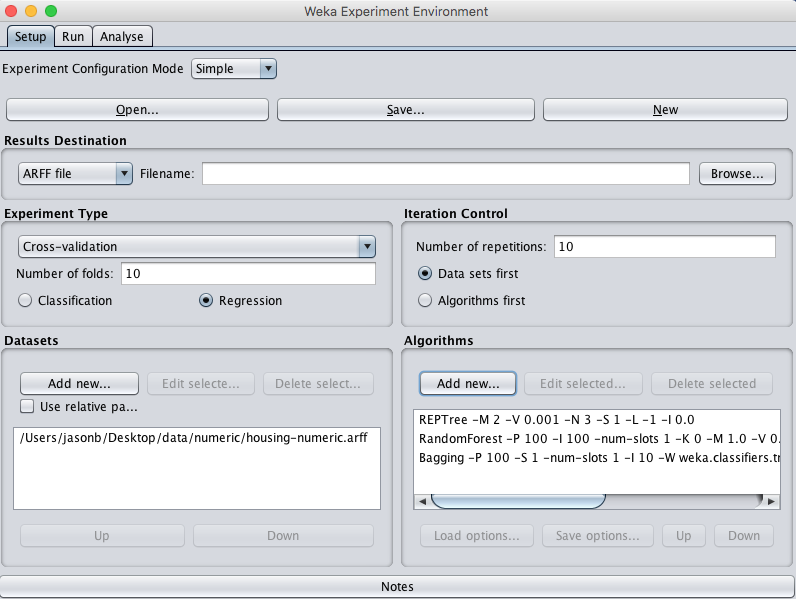 Weka Experiment Environment
Setup Run Analyse
Experiment Configuration Mode Simple
Open... Save... New
Results Destination
ARFF file Filename: Browse...
Experiment Type
Cross-validation
Number of folds: 10
Classification Regression
Iteration Control
Number of repetitions: 10
Data sets first
Algorithms first
Datasets
Add new... Edit selecte... Delete select...
Use relative pa...
/Users/jasonb/Desktop/data/numeric/housing-numeric.arff
Up Down
Algorithms
Add new... Edit selected... Delete selected
REPTree -M 2 -V 0.001 -N 3 -S 1 -L -1 -I 0.0
RandomForest -P 100 -I 100 -num-slots 1 -K 0 -M 1.0 -V 0.
Bagging -P 100 -S 1 -num-slots 1 -I 10 -W weka.classifiers.tr
Load options... Save options... Up Down
Notes